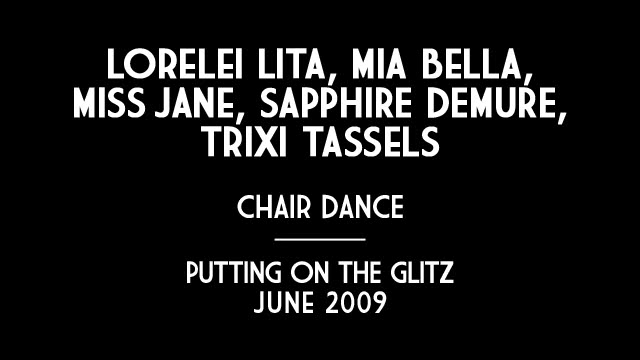 LORELEI LITA, MIA BELLA,
MISS JANE, SAPPHIRE DEMURE,
TRIXI TASSELS
CHAIR DANCE
PUTTING ON THE GLITZ
JUNE 2009